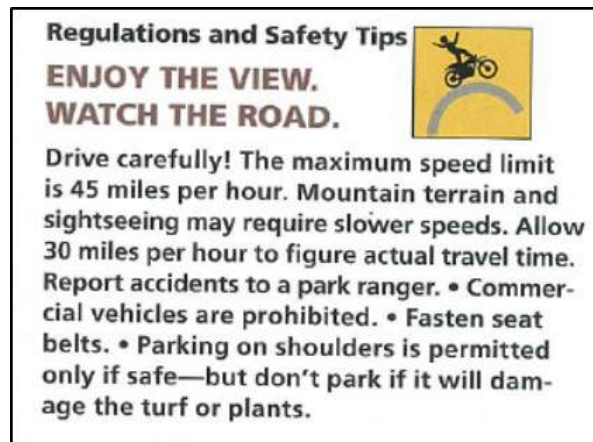 Regulations and Safety Tips
ENJOY THE VIEW.
WATCH THE ROAD.
Drive carefully! The maximum speed limit
is 45 miles per hour. Mountain terrain and
sightseeing may require slower speeds. Allow
30 miles per hour to figure actual travel time.
Report accidents to a park ranger. • Commer-
cial vehicles are prohibited. • Fasten seat
belts. • Parking on shoulders is permitted
only if safe—but don't park if it will dam-
age the turf or plants.